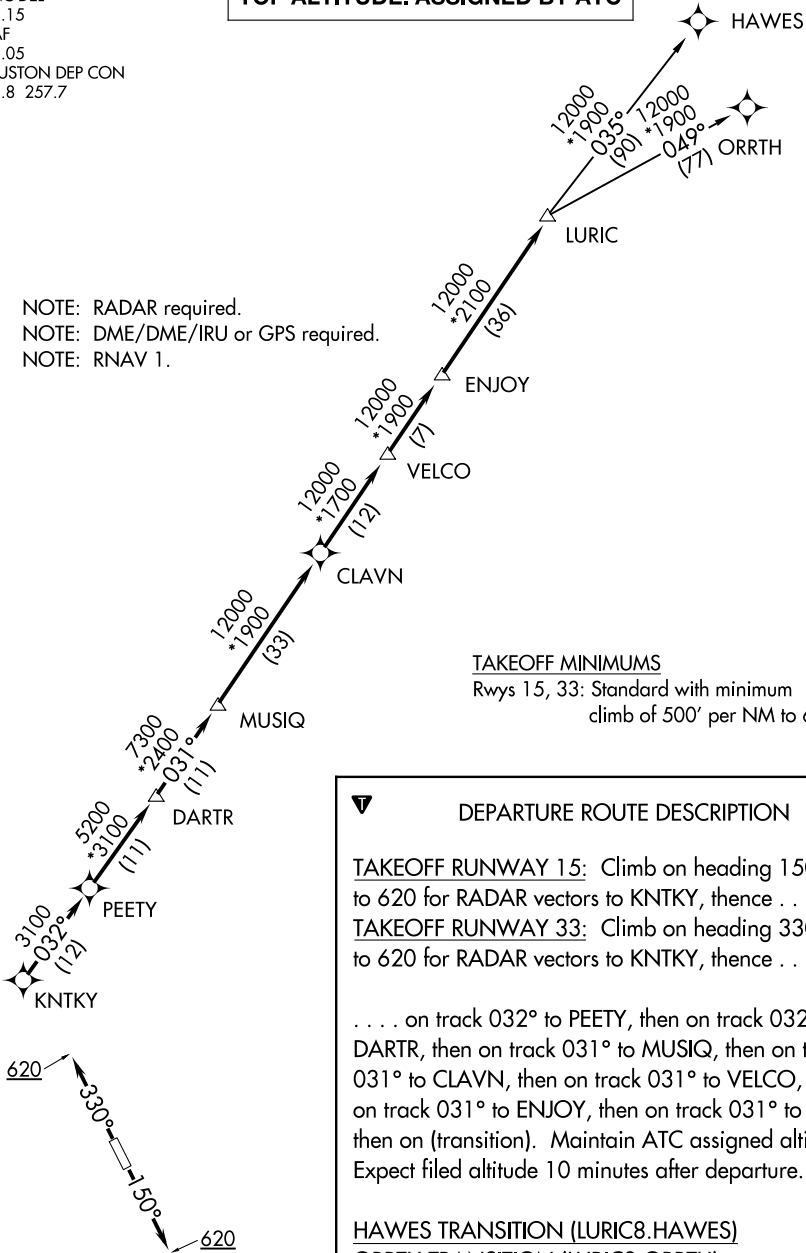 .15
.05
USTON DEP CON
.8 257.7
TOP ALTITUDE: ASSIGNED BY ATC
HAWES
12000
*1900
035°
(90)
12000
*1900
049°
(77)
ORRTH
LURIC
12000
*2100
(36)
NOTE: RADAR required.
NOTE: DME/DME/IRU or GPS required.
NOTE: RNAV 1.
ENJOY
12000
*1900
(7)
VELCO
12000
*1700
(12)
CLAVN
12000
*1900
(33)
TAKEOFF MINIMUMS
Rwys 15, 33: Standard with minimum
climb of 500' per NM to
MUSIQ
7300
*2400
031°
(11)
DARTR
5200
*3100
(11)
PEETY
3100
032°
(12)
KNTKY
620
330°
150°
620
T
DEPARTURE ROUTE DESCRIPTION
TAKEOFF RUNWAY 15: Climb on heading 150
to 620 for RADAR vectors to KNTKY, thence . .
TAKEOFF RUNWAY 33: Climb on heading 330
to 620 for RADAR vectors to KNTKY, thence . .
. . . . on track 032° to PEETY, then on track 032
DARTR, then on track 031° to MUSIQ, then on t
031° to CLAVN, then on track 031° to VELCO,
on track 031° to ENJOY, then on track 031° to
then on (transition). Maintain ATC assigned alti
Expect filed altitude 10 minutes after departure.
HAWES TRANSITION (LURIC8.HAWES)
ORRTH TRANSITION (LURIC8.ORRTH)